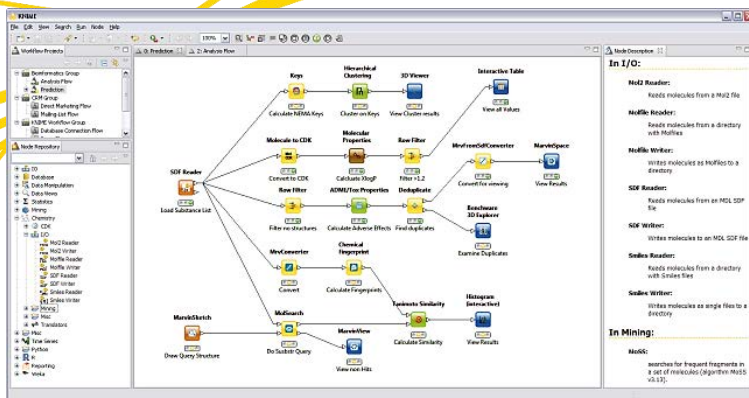 KNIME
File Edit View Search Run Node Help
100%
Workflow Projects
Bioinformatics Group
Analysis Flow
Prediction
CRM Group
Direct Marketing Flow
Mailing-List Flow
KNIME Workflow Group
Database Connection Flow
Node Repository
IO
Database
Data Manipulation
Data Views
Statistics
Mining
Chemistry
CDK
I/O
Mol2 Reader
Mol2 Writer
Molfile Reader
Molfile Writer
SDF Reader
SDF Writer
Smiles Reader
Smiles Writer
Mining
Misc
Translators
Misc
Time Series
Python
R
Reporting
Weka
0: Prediction
2: Analysis Flow
Keys
Calculate NEMA Keys
Hierarchical
Clustering
Cluster on Keys
3D Viewer
View Cluster results
Interactive Table
View all Values
Molecule to CDK
Convert to CDK
Molecular
Properties
Calculate XlogP
Row Filter
Filter >1.2
SDF Reader
Load Substance List
Row Filter
Filter no structures
ADME/Tox Properties
Calculate Adverse Effects
Deduplicate
Find duplicates
MrvFromSdfConverter
Convert for viewing
MarvinSpace
View Results
Benchware
3D Explorer
Examine Duplicates
MrvConverter
Convert
Chemical
Fingerprint
Calculate Fingerprints
MarvinSketch
Draw Query Structure
MolSearch
Do Substr Query
MarvinView
View non Hits
Tanimoto Similarity
Calculate Similarity
Histogram
(interactive)
View Results
Node Description
In I/O:
Mol2 Reader:
Reads molecules from a Mol2 file
Molfile Reader:
Reads molecules from a directory
with Molfiles
Molfile Writer:
Writes molecules as Molfiles to a
directory
SDF Reader:
Reads molecules from an MDL SDF
file
SDF Writer:
Writes molecules to an MDL SDF file
Smiles Reader:
Reads molecules from a directory
with Smiles files
Smiles Writer:
Writes molecules as single files to a
directory
In Mining:
MoSS:
searches for frequent fragments in
a set of molecules (algorithm MoSS
v3.13).